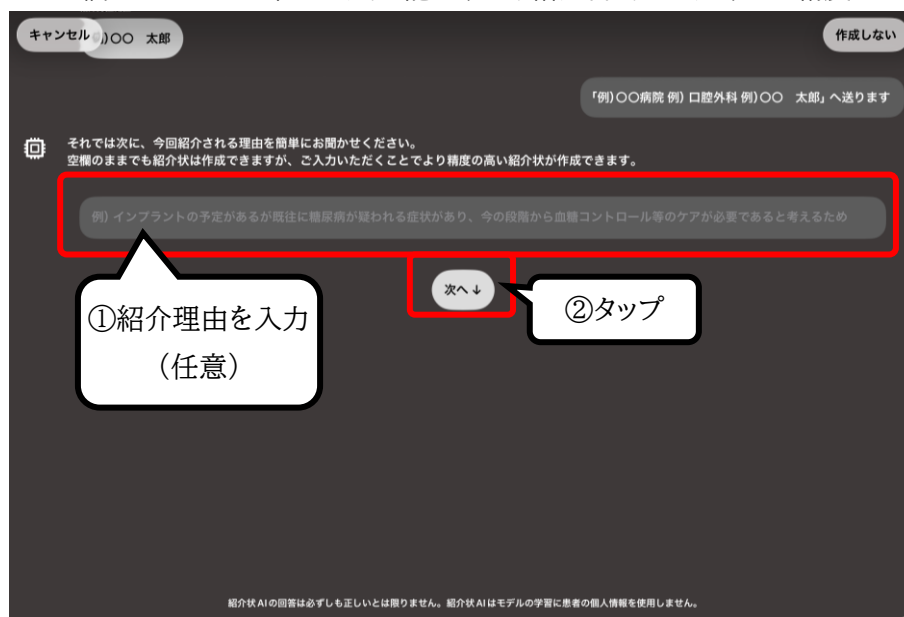 キャンセル
)〇〇 太郎
作成しない
「例)〇〇病院 例) 口腔外科 例)〇〇 太郎」へ送ります
それでは次に、今回紹介される理由を簡単にお聞かせください。
空欄のままでも紹介状は作成できますが、ご入力いただくことでより精度の高い紹介状が作成できます。
例) インプラントの予定があるが既往に糖尿病が疑われる症状があり、今の段階から血糖コントロール等のケアが必要であると考えるため
次へ↓
①紹介理由を入力
(任意)
②タップ
紹介状AIの回答は必ずしも正しいとは限りません。紹介状AIはモデルの学習に患者の個人情報を使用しません。